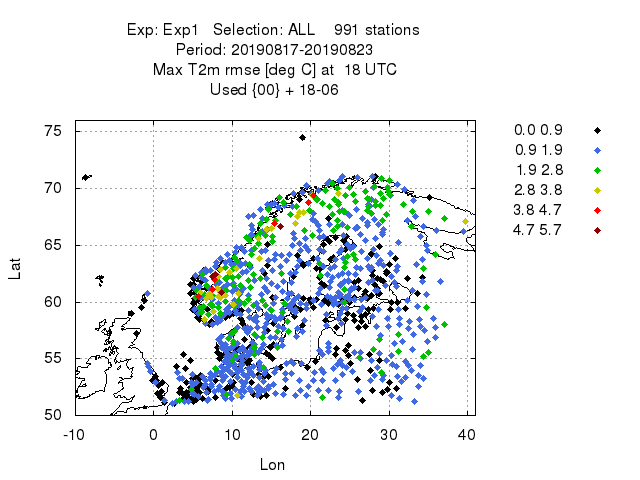 Exp: Exp1 Selection: ALL 991 stations
Period: 20190817-20190823
Max T2m rmse [deg C] at 18 UTC
Used {00} + 18-06
0.0 0.9
0.9 1.9
1.9 2.8
2.8 3.8
3.8 4.7
4.7 5.7
75
70
65
60
55
50
Lat
-10 0 10 20 30 40
Lon